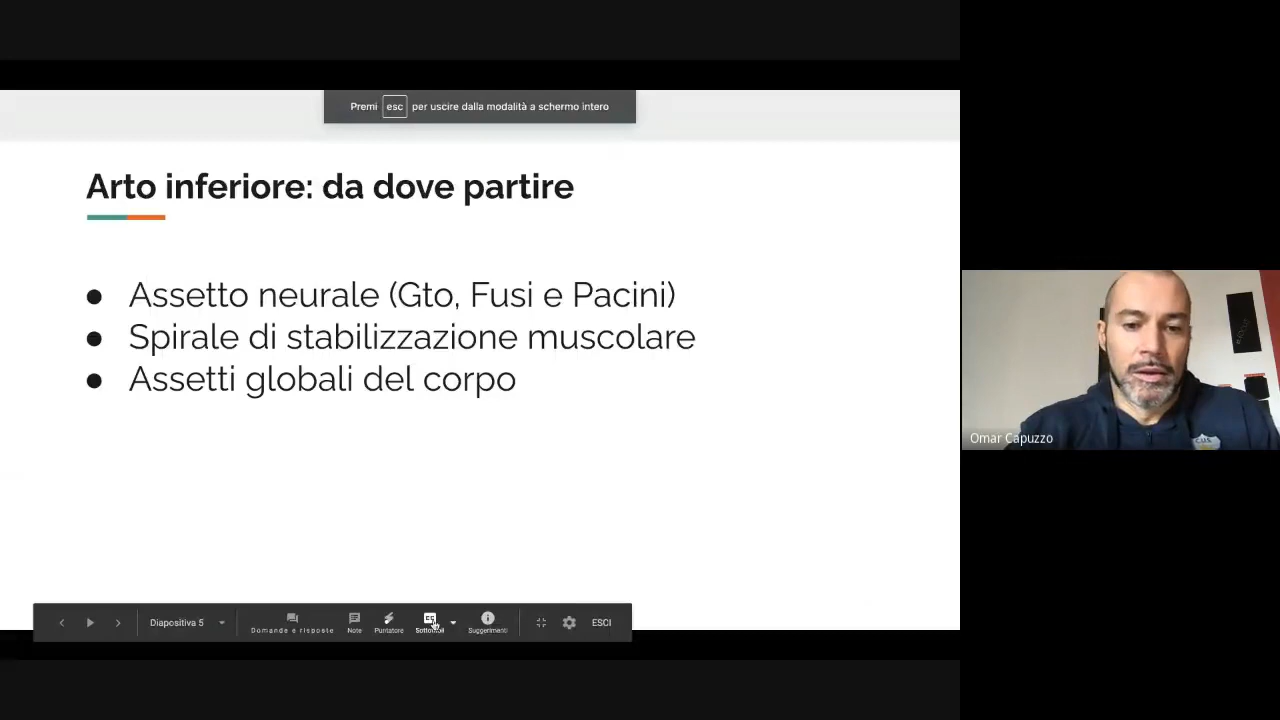 Premi esc per uscire dalla modalità a schermo intero
Arto inferiore: da dove partire
● Assetto neurale (Gto, Fusi e Pacini)
● Spirale di stabilizzazione muscolare
● Assetti globali del corpo
Omar Capuzzo
Diapositiva 5
Domande e risposte
Note
Puntatore
Sottotitoli
Suggerimenti
ESCI